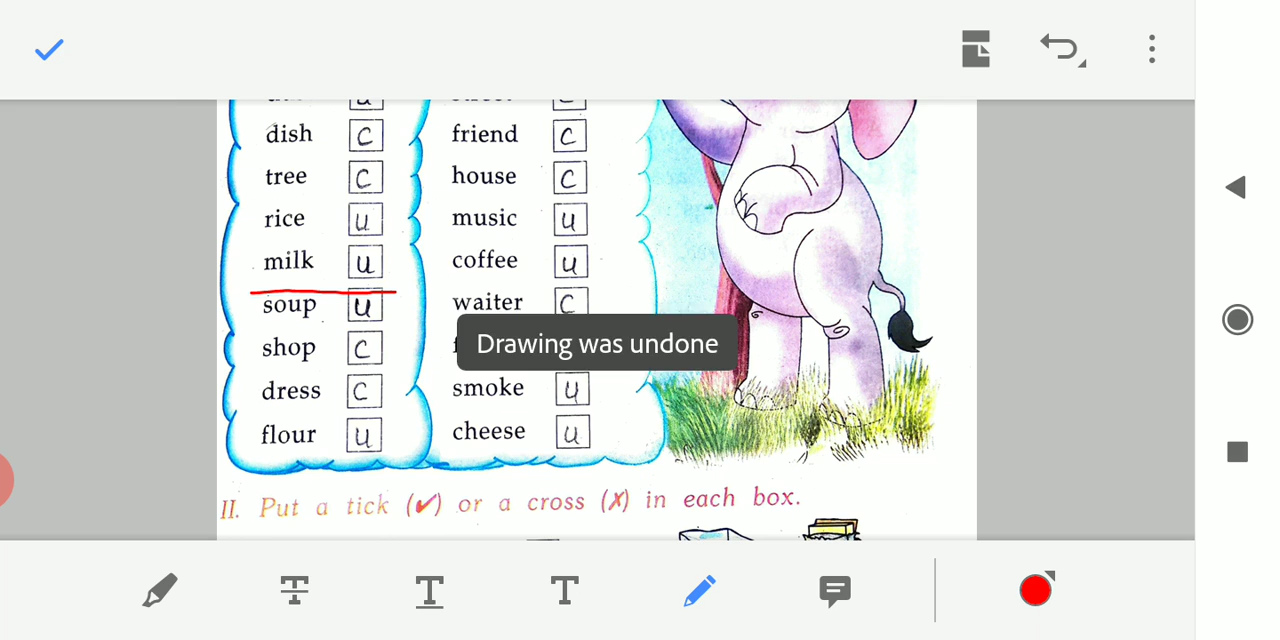 dish C friend C
tree C house C
rice U music U
milk U coffee U
soup U waiter C
shop C
dress C smoke U
flour U cheese U
Drawing was undone
II. Put a tick (✓) or a cross (✗) in each box.